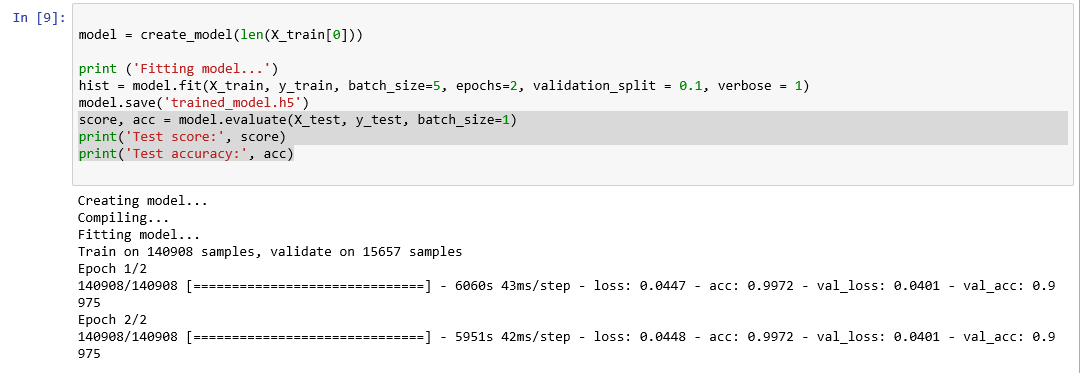 In [9]:
model = create_model(len(X_train[0]))
print ('Fitting model...')
hist = model.fit(X_train, y_train, batch_size=5, epochs=2, validation_split = 0.1, verbose = 1)
model.save('trained_model.h5')
score, acc = model.evaluate(X_test, y_test, batch_size=1)
print('Test score:', score)
print('Test accuracy:', acc)
Creating model...
Compiling...
Fitting model...
Train on 140908 samples, validate on 15657 samples
Epoch 1/2
140908/140908 [==============================] - 6060s 43ms/step - loss: 0.0447 - acc: 0.9972 - val_loss: 0.0401 - val_acc: 0.9
975
Epoch 2/2
140908/140908 [==============================] - 5951s 42ms/step - loss: 0.0448 - acc: 0.9972 - val_loss: 0.0401 - val_acc: 0.9
975